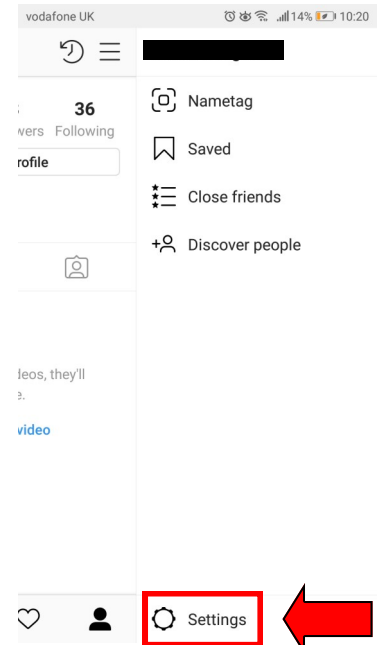 vodafone UK 14% 10:20
Nametag
36
wers Following
Saved
rofile
Close friends
Discover people
deos, they'll
e.
video
Settings